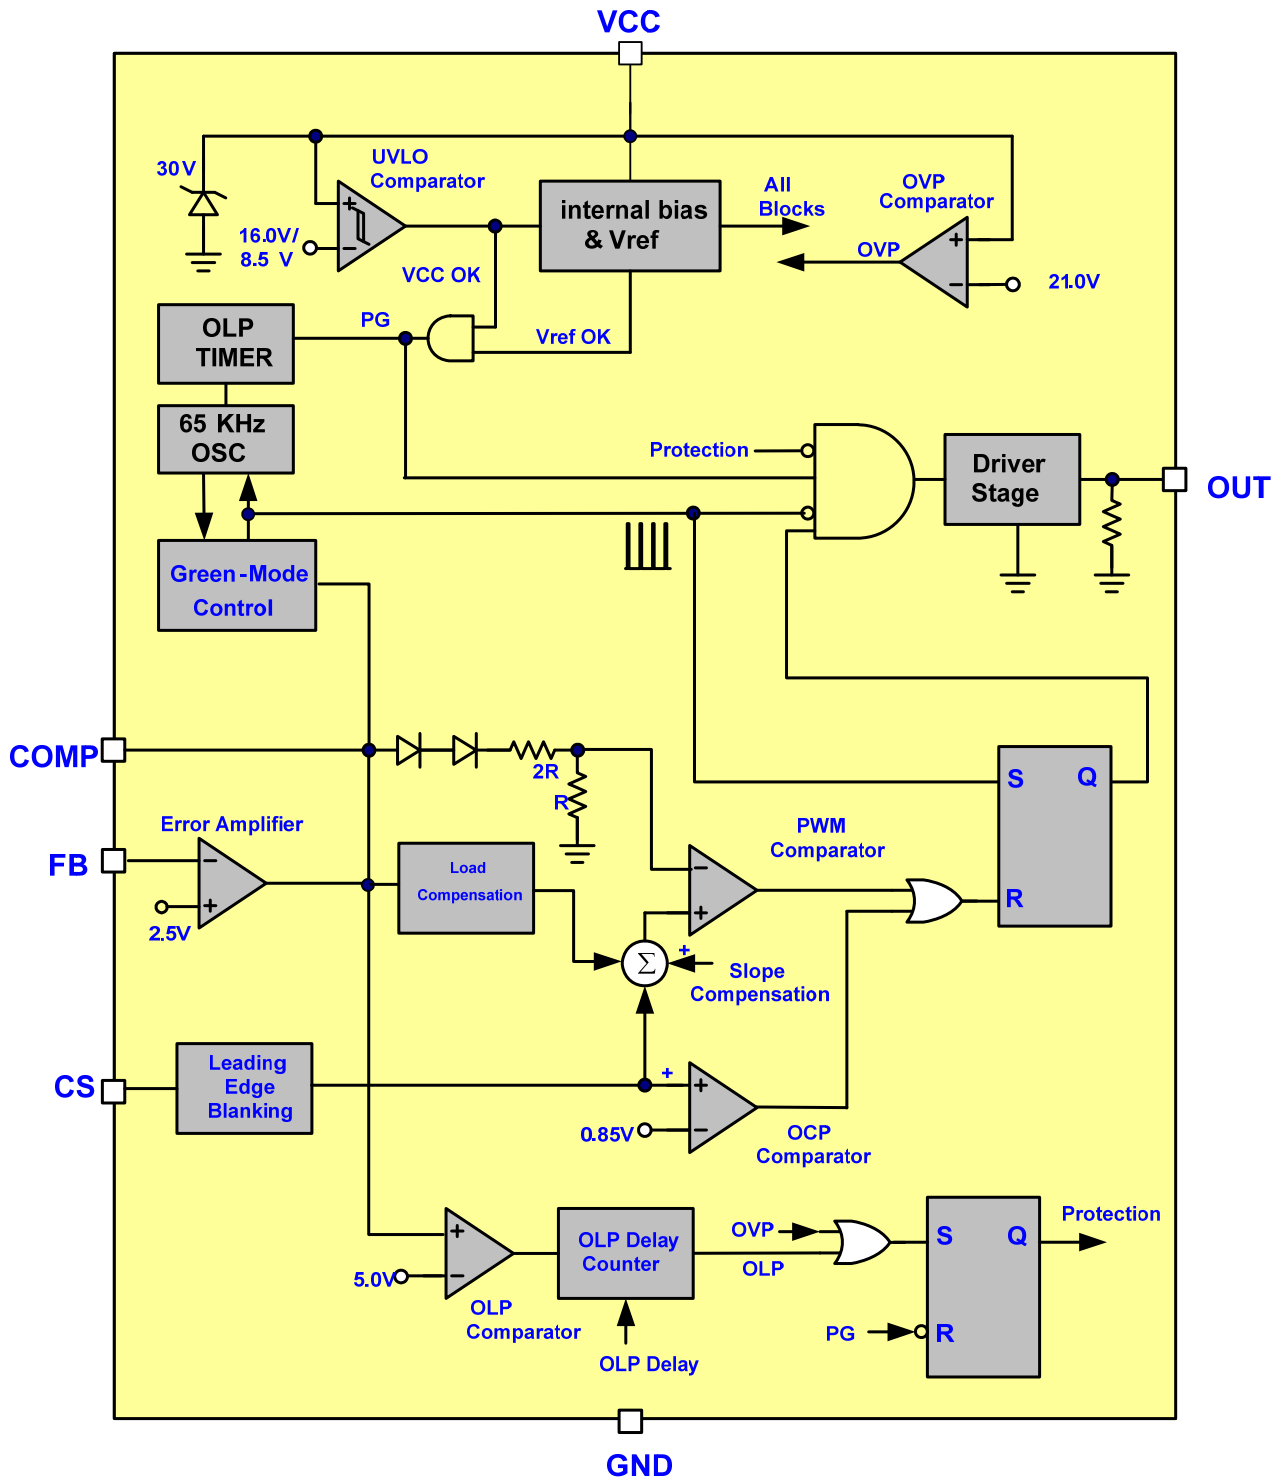 VCC
30V
UVLO
Comparator
16.0V/
8.5 V
+
−
VCC OK
internal bias
& Vref
All
Blocks
OVP
Comparator
OVP
+
−
21.0V
PG
Vref OK
OLP
TIMER
65 KHz
OSC
Green-Mode
Control
Protection
Driver
Stage
OUT
COMP
2R
R
S
Q
R
Error Amplifier
FB
−
+
2.5V
Load
Compensation
PWM
Comparator
−
+
Σ
+
Slope
Compensation
CS
Leading
Edge
Blanking
+
+
−
0.85V
OCP
Comparator
+
−
5.0V
OLP
Comparator
OLP Delay
Counter
OLP Delay
OVP
OLP
PG
S
Q
R
Protection
GND